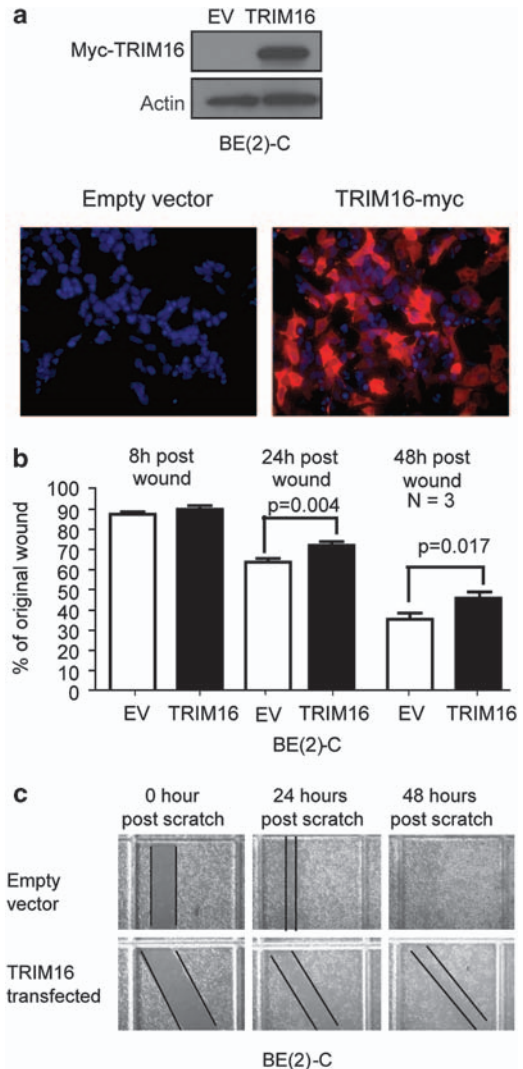 a
EV TRIM16
Myc-TRIM16
Actin
BE(2)-C
Empty vector
TRIM16-myc
b
8h post wound
24h post wound
48h post wound
N = 3
p=0.004
p=0.017
% of original wound
90
80
70
60
50
40
30
20
10
0
EV TRIM16 EV TRIM16 EV TRIM16
BE(2)-C
c
0 hour post scratch
24 hours post scratch
48 hours post scratch
Empty vector
TRIM16 transfected
BE(2)-C